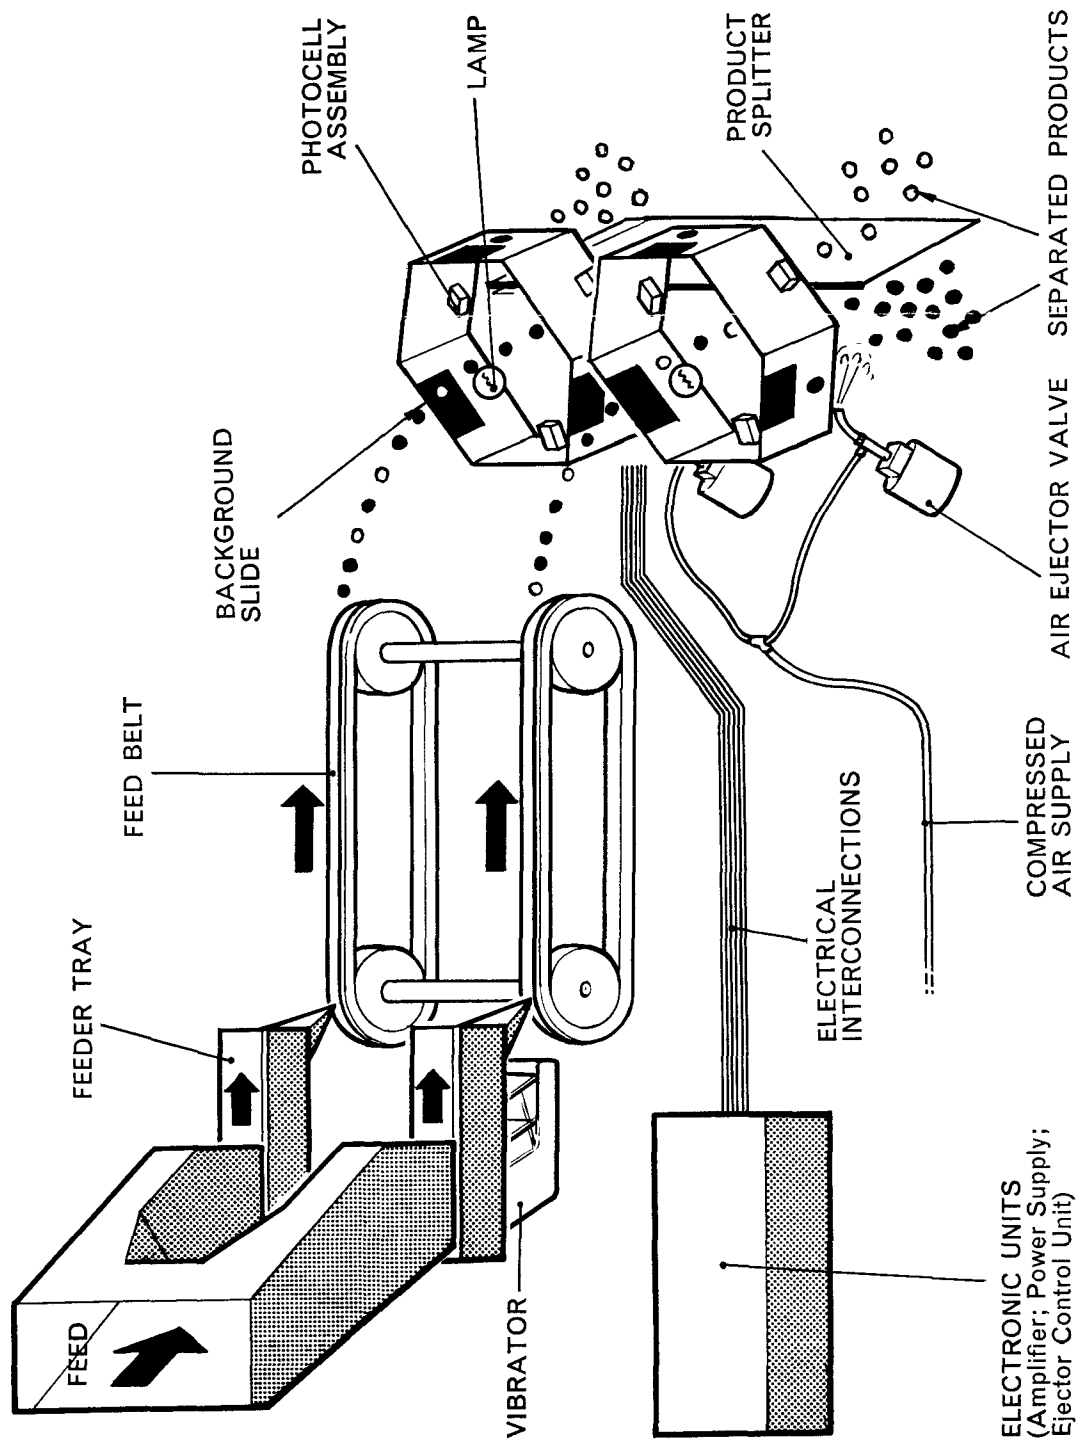 FEED
FEEDER TRAY
FEED BELT
BACKGROUND
SLIDE
PHOTOCELL
ASSEMBLY
LAMP
VIBRATOR
PRODUCT
SPLITTER
ELECTRICAL
INTERCONNECTIONS
ELECTRONIC UNITS
(Amplifier; Power Supply;
Ejector Control Unit)
COMPRESSED
AIR SUPPLY
AIR EJECTOR VALVE
SEPARATED PRODUCTS